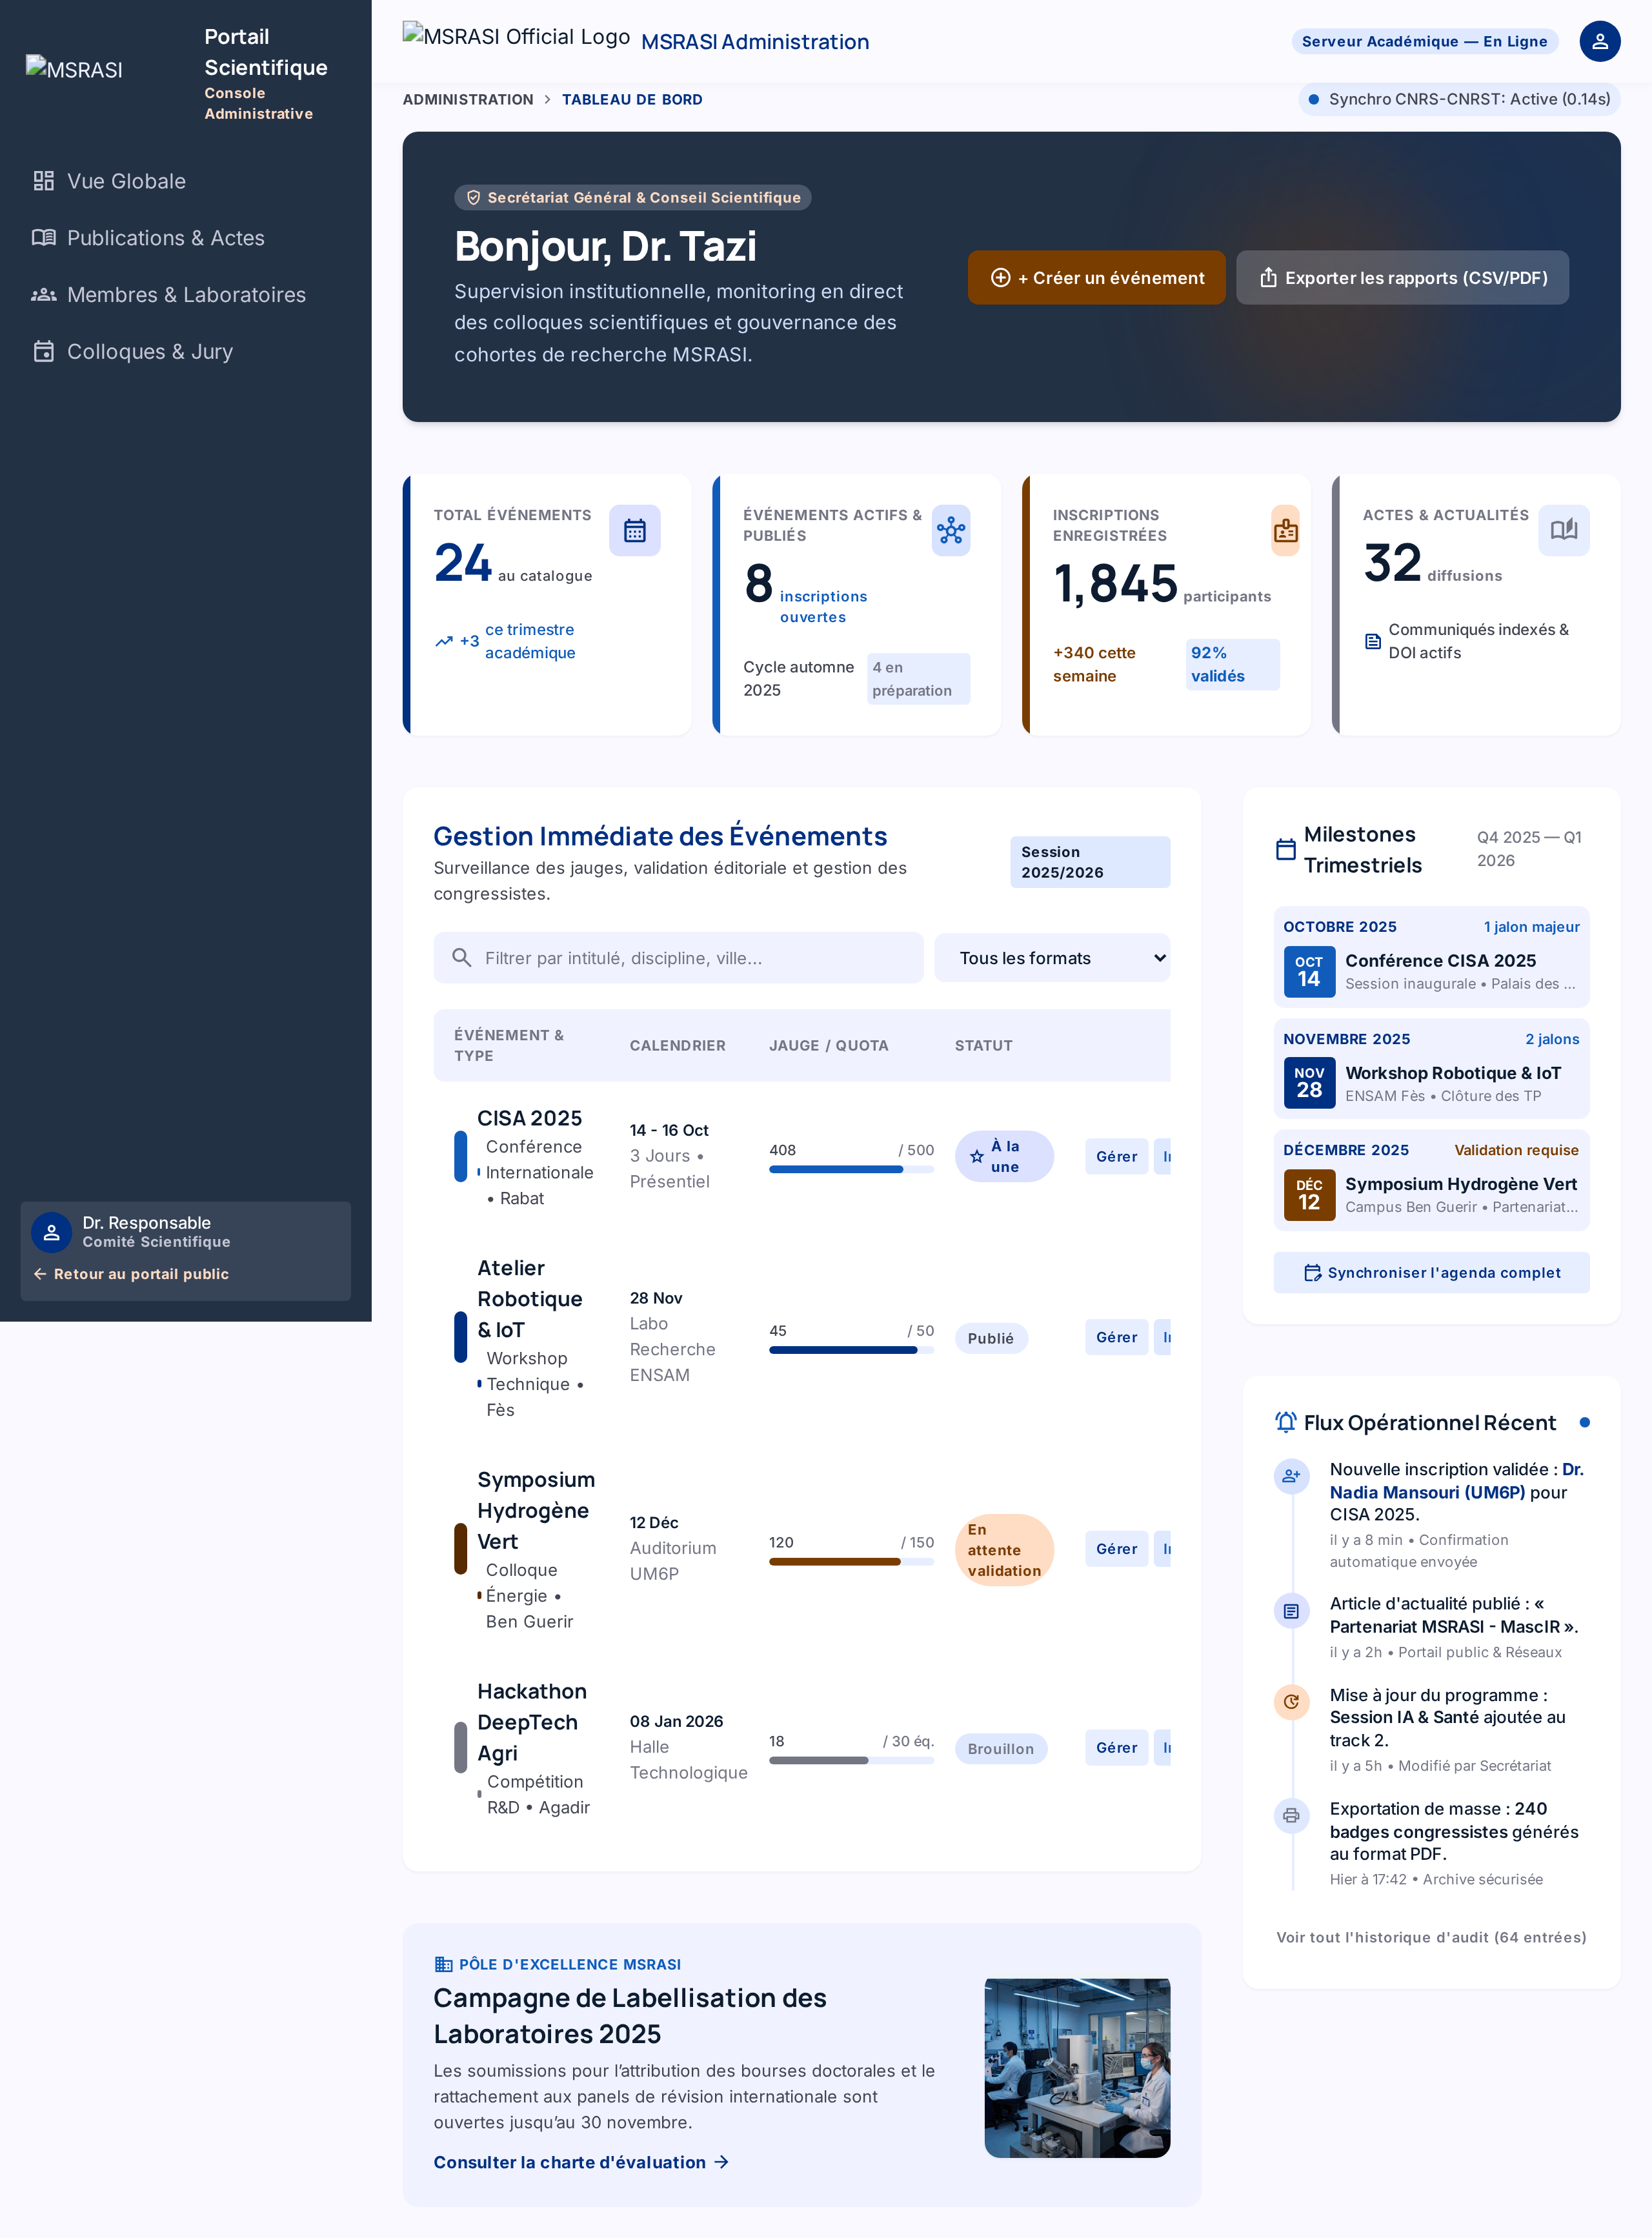 MSRASI
Portail
Scientifique
Console
Administrative
Vue Globale
Publications & Actes
Membres & Laboratoires
Colloques & Jury
Dr. Responsable
Comité Scientifique
Retour au portail public
MSRASI Official Logo
MSRASI Administration
Serveur Académique — En Ligne
ADMINISTRATION
TABLEAU DE BORD
Synchro CNRS-CNRST: Active (0.14s)
Secrétariat Général & Conseil Scientifique
Bonjour, Dr. Tazi
Supervision institutionnelle, monitoring en direct
des colloques scientifiques et gouvernance des
cohortes de recherche MSRASI.
+ Créer un événement
Exporter les rapports (CSV/PDF)
TOTAL ÉVÉNEMENTS
24 au catalogue
+3 ce trimestre
académique
ÉVÉNEMENTS ACTIFS &
PUBLIÉS
8 inscriptions
ouvertes
Cycle automne
2025
4 en
préparation
INSCRIPTIONS
ENREGISTRÉES
1,845 participants
+340 cette
semaine
92%
validés
ACTES & ACTUALITÉS
32 diffusions
Communiqués indexés &
DOI actifs
Gestion Immédiate des Événements
Surveillance des jauges, validation éditoriale et gestion des
congressistes.
Session
2025/2026
Filtrer par intitulé, discipline, ville...
Tous les formats
ÉVÉNEMENT &
TYPE
CALENDRIER
JAUGE / QUOTA
STATUT
CISA 2025
Conférence
Internationale
• Rabat
14 - 16 Oct
3 Jours •
Présentiel
408 / 500
À la
une
Gérer
Atelier
Robotique
& IoT
Workshop
Technique •
Fès
28 Nov
Labo
Recherche
ENSAM
45 / 50
Publié
Gérer
Symposium
Hydrogène
Vert
Colloque
Énergie •
Ben Guerir
12 Déc
Auditorium
UM6P
120 / 150
En
attente
validation
Gérer
Hackathon
DeepTech
Agri
Compétition
R&D • Agadir
08 Jan 2026
Halle
Technologique
18 / 30 éq.
Brouillon
Gérer
PÔLE D'EXCELLENCE MSRASI
Campagne de Labellisation des
Laboratoires 2025
Les soumissions pour l’attribution des bourses doctorales et le
rattachement aux panels de révision internationale sont
ouvertes jusqu’au 30 novembre.
Consulter la charte d'évaluation
Milestones
Trimestriels
Q4 2025 — Q1
2026
OCTOBRE 2025
1 jalon majeur
OCT
14
Conférence CISA 2025
Session inaugurale • Palais des ...
NOVEMBRE 2025
2 jalons
NOV
28
Workshop Robotique & IoT
ENSAM Fès • Clôture des TP
DÉCEMBRE 2025
Validation requise
DÉC
12
Symposium Hydrogène Vert
Campus Ben Guerir • Partenariat...
Synchroniser l'agenda complet
Flux Opérationnel Récent
Nouvelle inscription validée : Dr.
Nadia Mansouri (UM6P) pour
CISA 2025.
il y a 8 min • Confirmation
automatique envoyée
Article d'actualité publié : «
Partenariat MSRASI - MascIR ».
il y a 2h • Portail public & Réseaux
Mise à jour du programme :
Session IA & Santé ajoutée au
track 2.
il y a 5h • Modifié par Secrétariat
Exportation de masse : 240
badges congressistes générés
au format PDF.
Hier à 17:42 • Archive sécurisée
Voir tout l'historique d'audit (64 entrées)